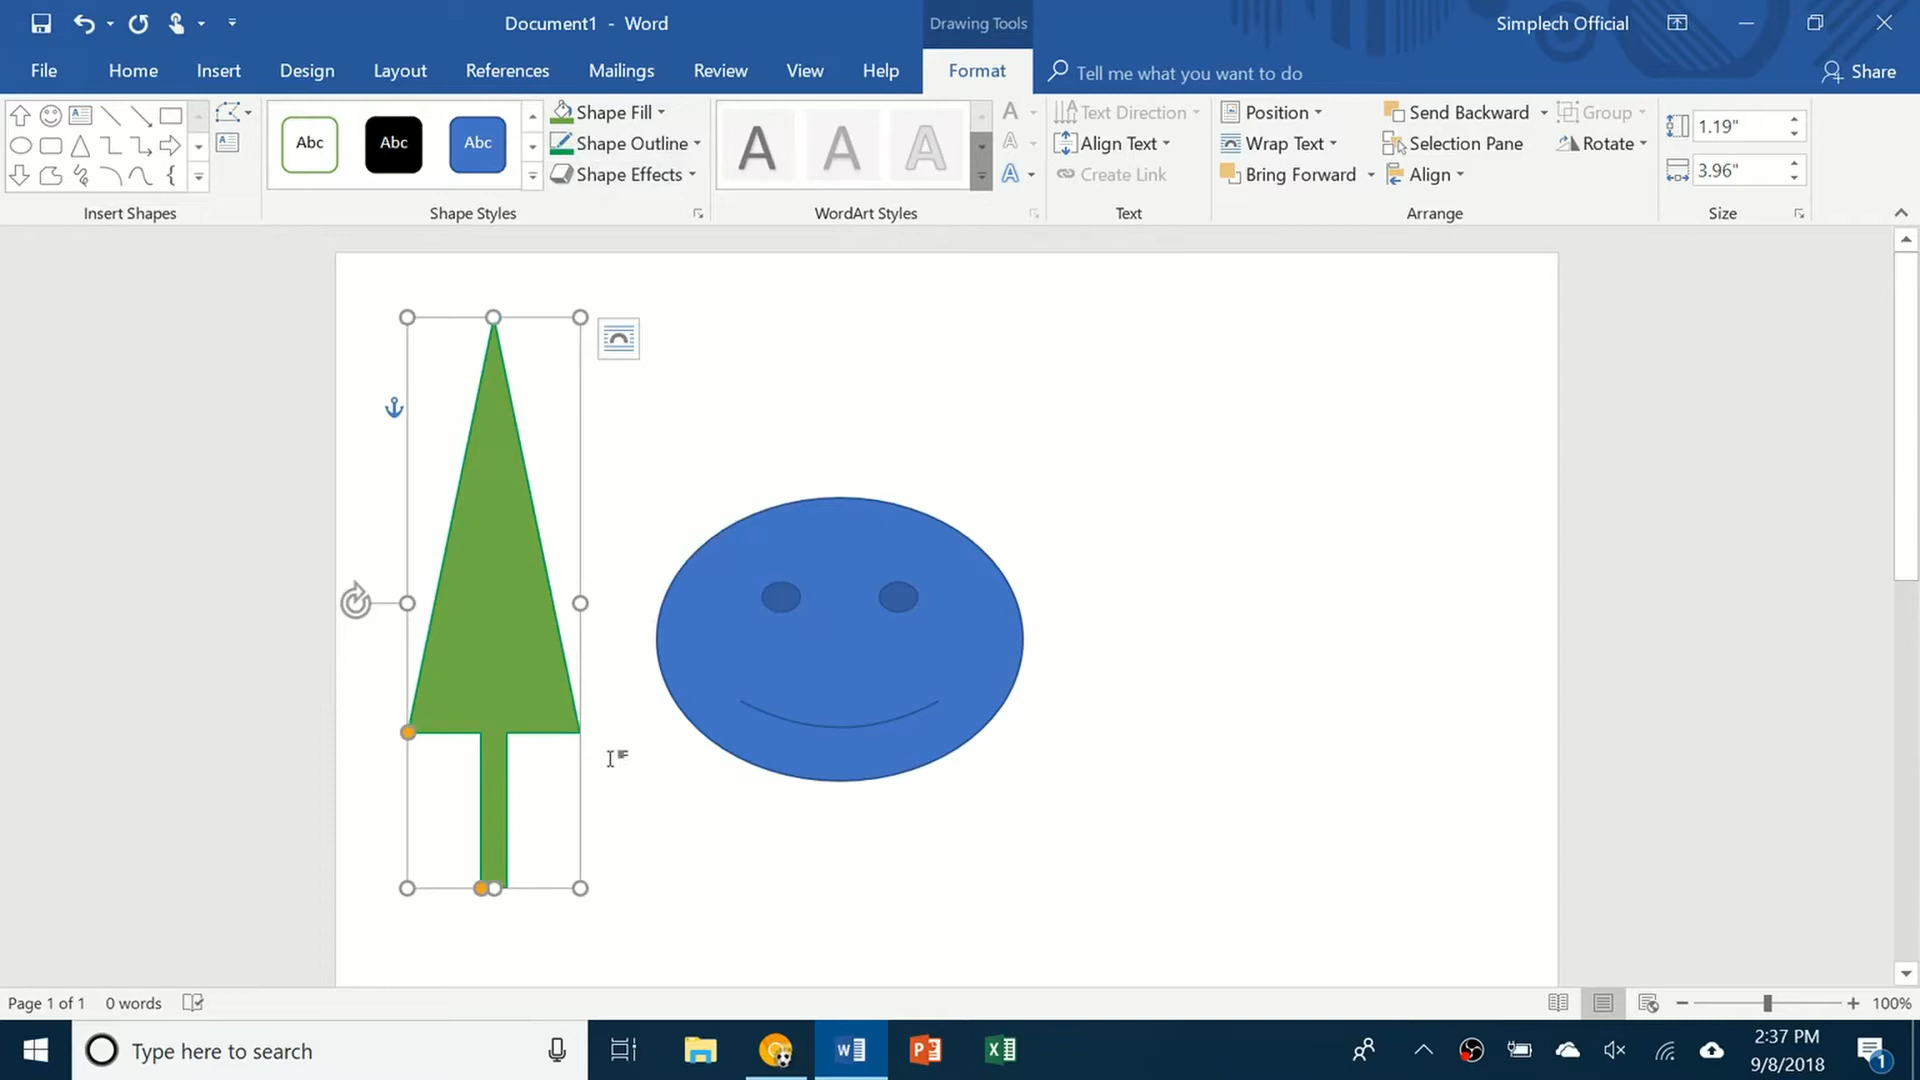 Document1 - Word
Drawing Tools
Simplech Official
File Home Insert Design Layout References Mailings Review View Help Format Tell me what you want to do Share
Abc Abc Abc
Shape Fill
Shape Outline
Shape Effects
A A A
A
A
A
Text Direction
Align Text
Create Link
Position
Wrap Text
Bring Forward
Send Backward
Selection Pane
Align
Group
Rotate
1.19"
3.96"
Insert Shapes
Shape Styles
WordArt Styles
Text
Arrange
Size
Page 1 of 1 0 words
100%
Type here to search
2:37 PM
9/8/2018
1